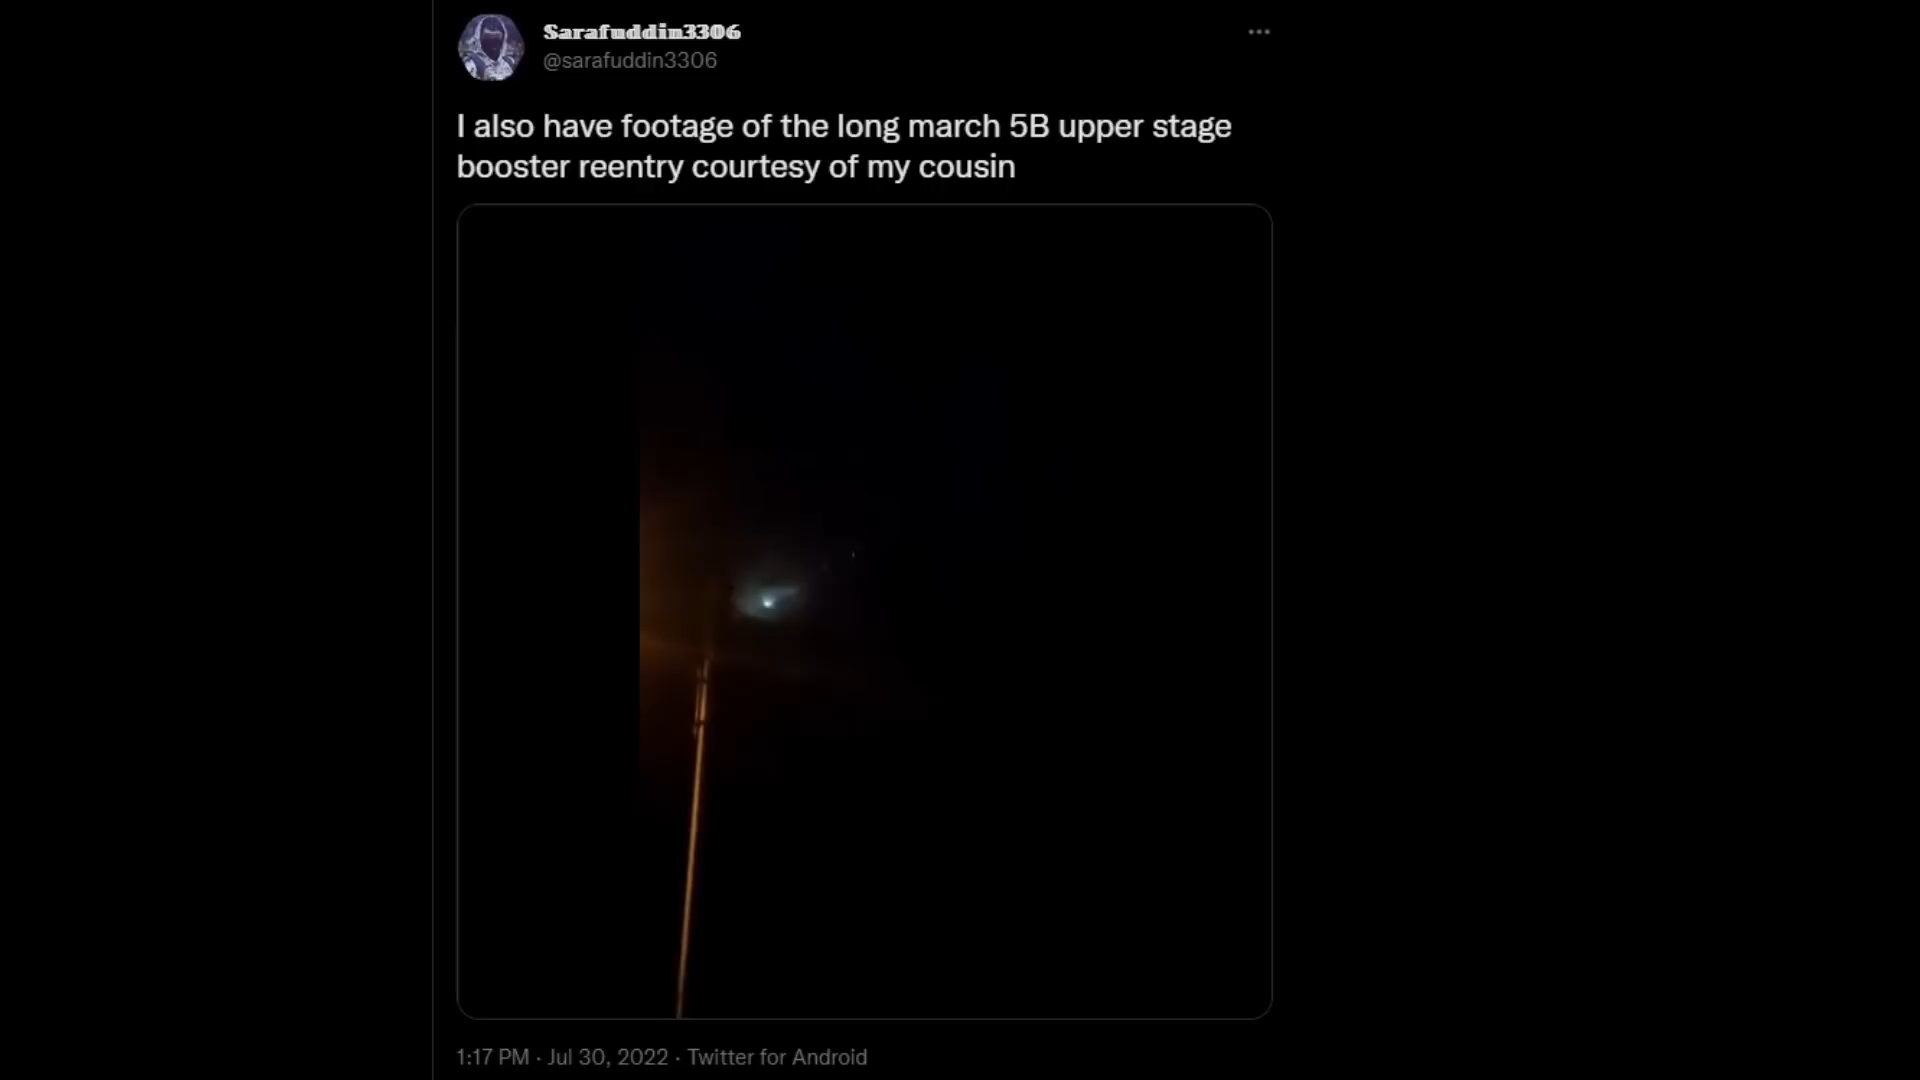 Sarafuddin3306
@sarafuddin3306
I also have footage of the long march 5B upper stage
booster reentry courtesy of my cousin
1:17 PM · Jul 30, 2022 · Twitter for Android